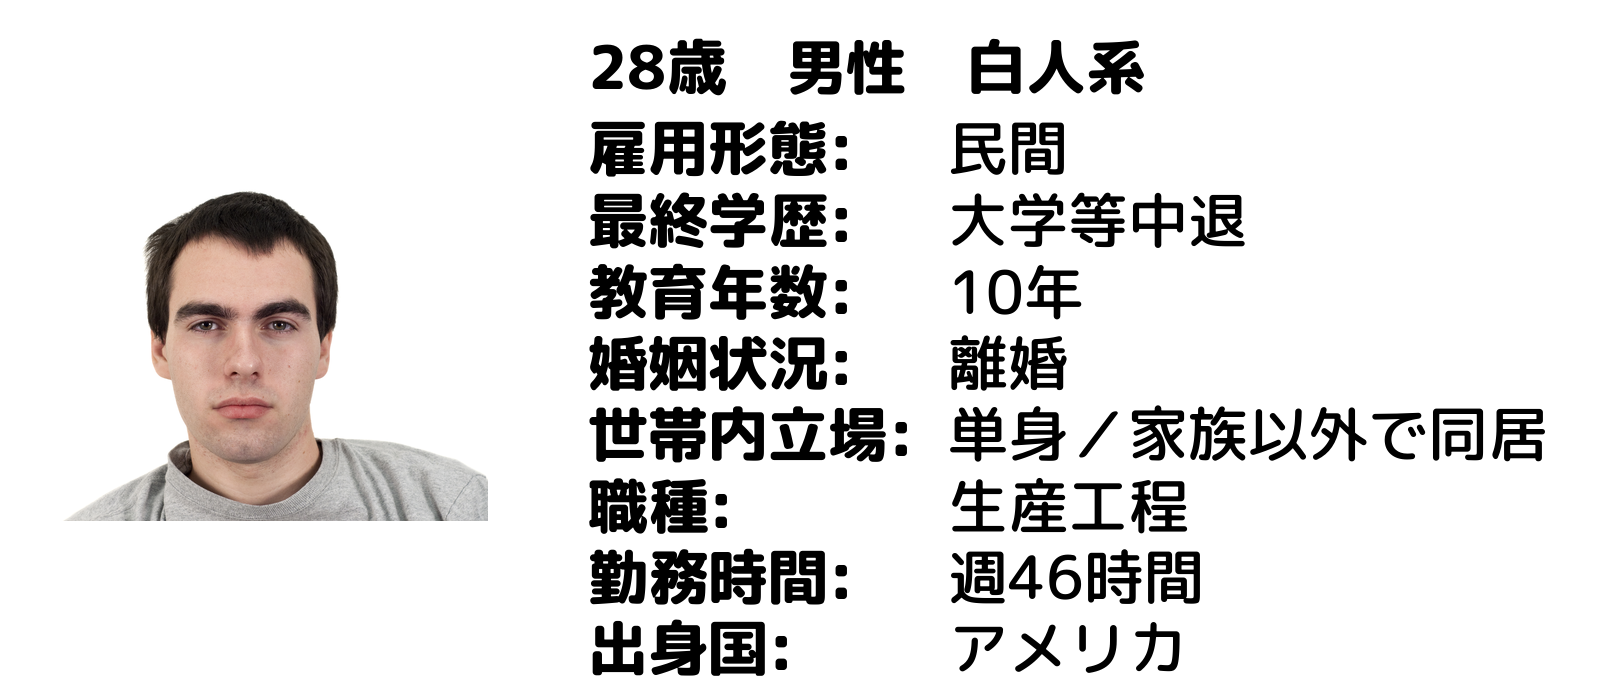 28歳　男性　白人系
雇用形態:　民間
最終学歴:　大学等中退
教育年数:　10年
婚姻状況:　離婚
世帯内立場:　単身／家族以外で同居
職種:　生産工程
勤務時間:　週46時間
出身国:　アメリカ